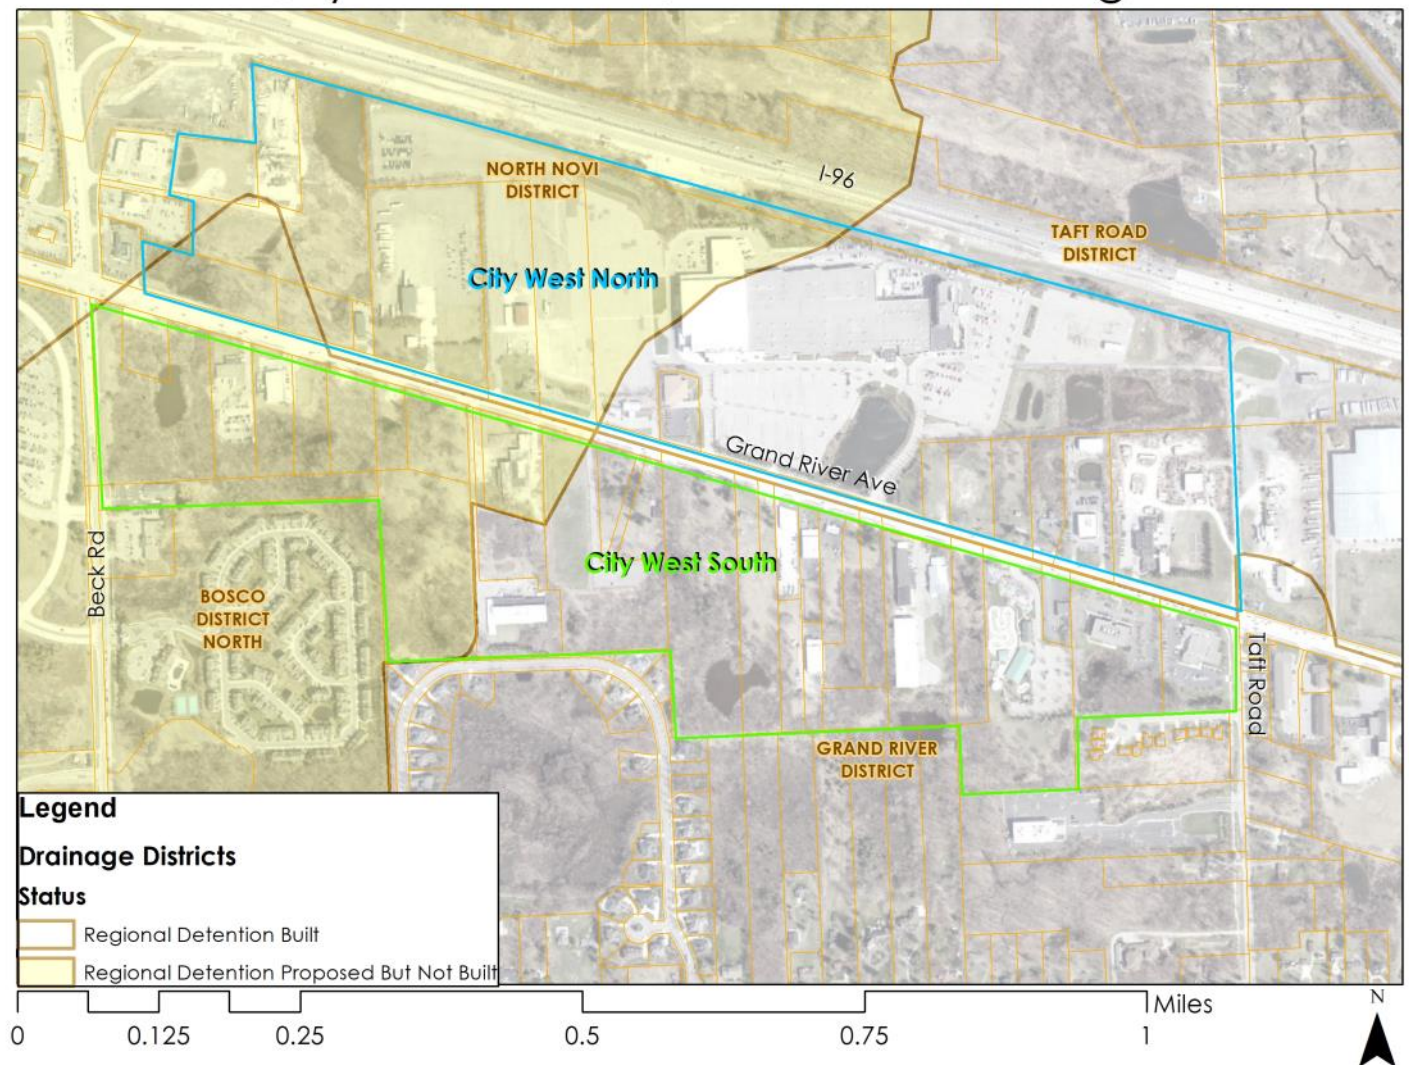 I-96
NORTH NOVI
DISTRICT
TAFT ROAD
DISTRICT
City West North
Grand River Ave
City West South
Beck Rd
BOSCO
DISTRICT
NORTH
Taft Road
GRAND RIVER
DISTRICT
Legend
Drainage Districts
Status
Regional Detention Built
Regional Detention Proposed But Not Built
Miles
N
0 0.125 0.25 0.5 0.75 1